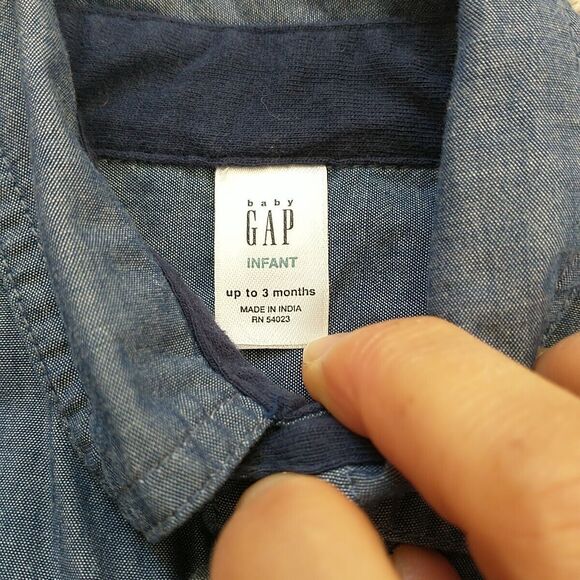 baby
GAP
INFANT
up to 3 months
MADE IN INDIA
RN 54023